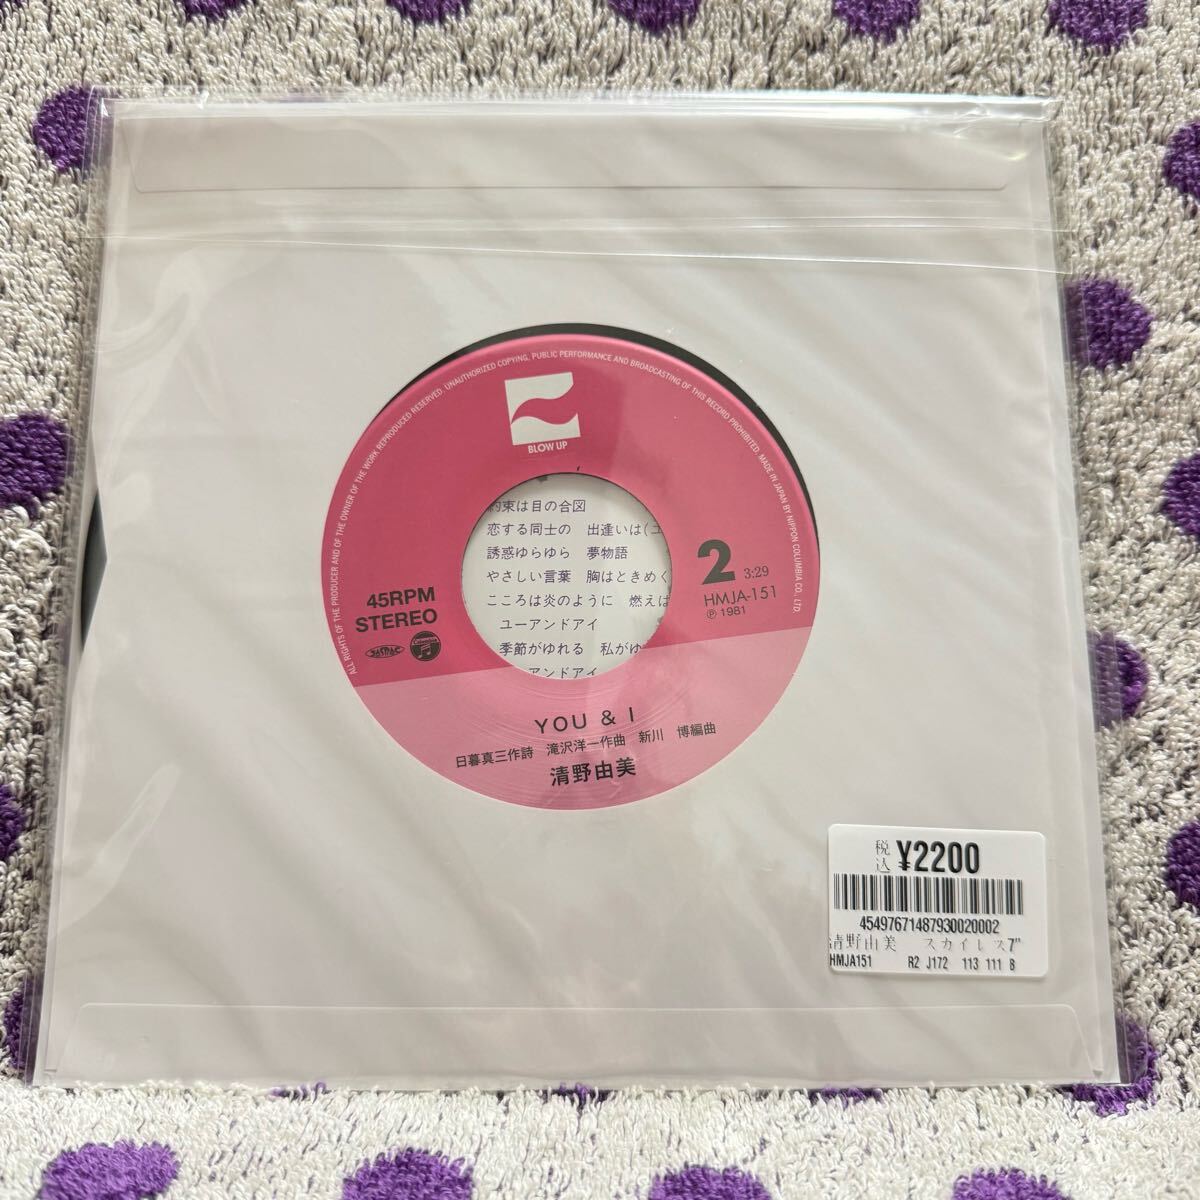 ALL RIGHTS OF THE PRODUCER AND OF THE OWNER OF THE WORK REPRODUCED RESERVED. UNAUTHORIZED COPYING, PUBLIC PERFORMANCE AND BROADCASTING OF THIS RECORD PROHIBITED. MADE IN JAPAN BY NIPPON COLUMBIA CO., LTD.
BLOW UP
約束は目の合図
恋する同士の 出逢いは(ユ
誘惑ゆらゆら 夢物語
やさしい言葉 胸はときめく
こころは炎のように 燃えは
ユーアンドアイ
季節がゆれる 私がゆ
アンドアイ
45RPM
STEREO
JASRAC
Columbia
2 3:29
HMJA-151
Ⓟ 1981
YOU & I
日暮真三作詩 滝沢洋一作曲 新川 博編曲
清野由美
税込 ¥2200
45497671487930020002
清野由美 スカイレス7"
HMJA151 R2 J172 113 111 B